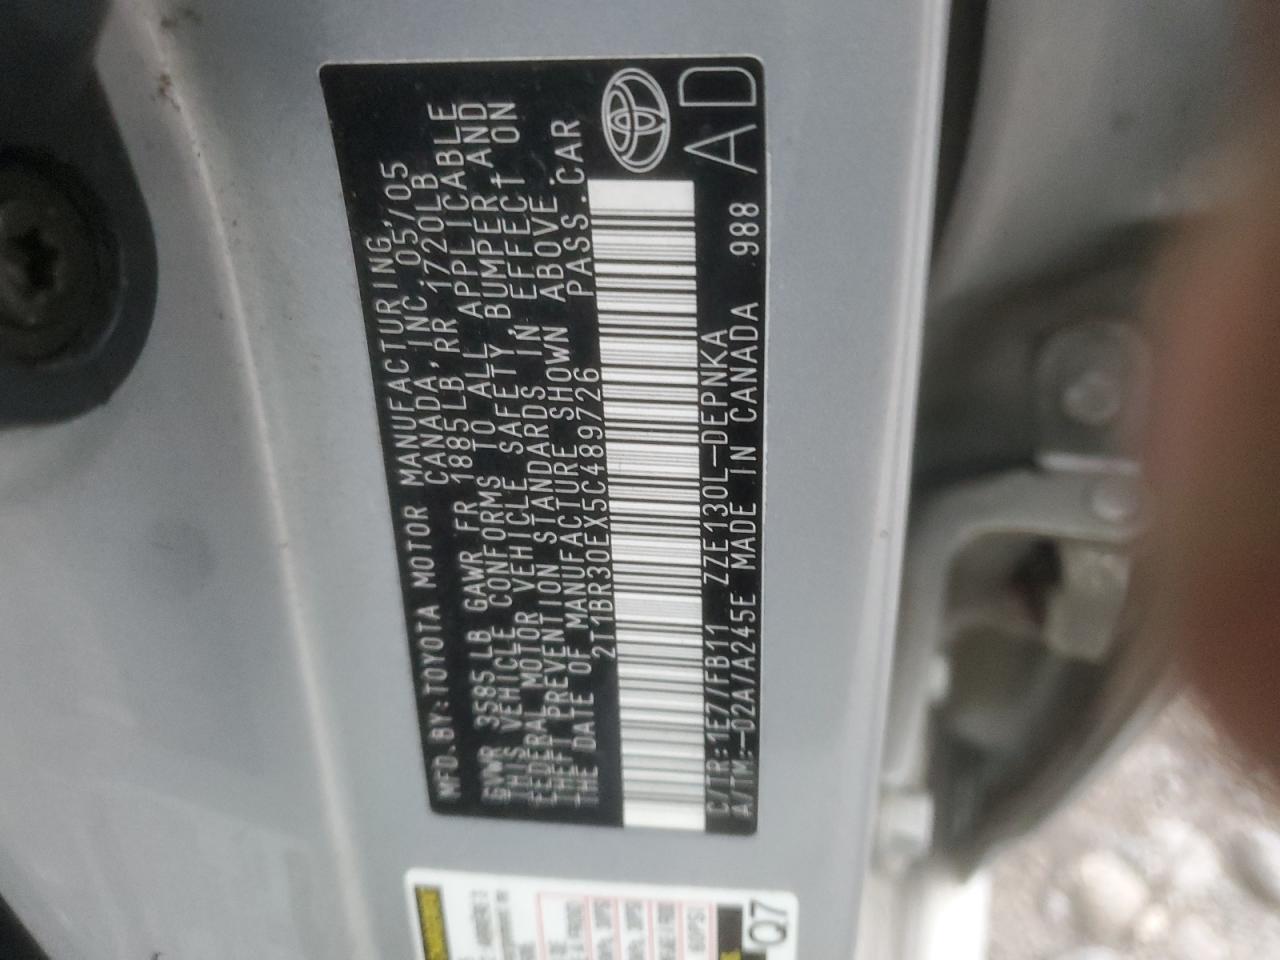 MFD. BY: TOYOTA MOTOR MANUFACTURING,
CANADA, INC. 05/05
GVWR 3585LB GAWR FR 1885LB, RR 1720LB
THIS VEHICLE CONFORMS TO ALL APPLICABLE
FEDERAL MOTOR VEHICLE SAFETY, BUMPER, AND
THEFT PREVENTION STANDARDS IN EFFECT ON
THE DATE OF MANUFACTURE SHOWN ABOVE.
2T1BR30EX5C489726 PASS. CAR
C/TR: 1E7/FB11 ZZE130L-DEPNKA
A/TM: -02A/A245E MADE IN CANADA 988
AD
Q7